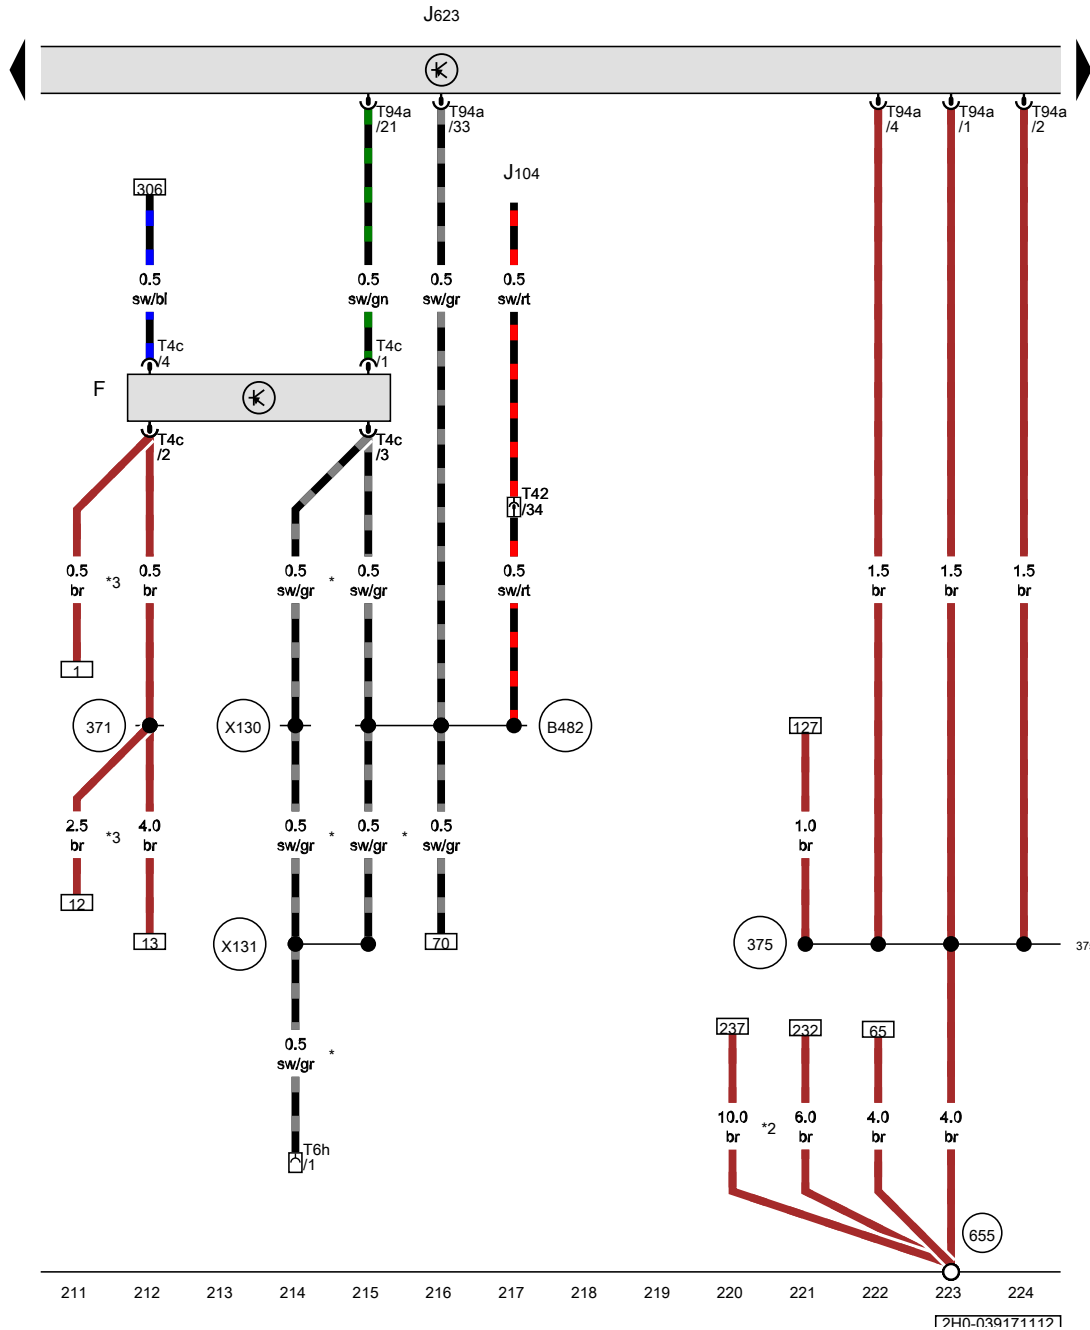 J623
T94a
/21
T94a
/33
T94a
/4
T94a
/1
T94a
/2
J104
306
0.5
sw/bl
0.5
sw/gn
0.5
sw/gr
0.5
sw/rt
T4c
/4
T4c
/1
F
T4c
/2
T4c
/3
T42
/34
0.5
br
*3
0.5
br
0.5
sw/gr
*
0.5
sw/gr
0.5
sw/rt
1.5
br
1.5
br
1.5
br
1
371
X130
B482
127
2.5
br
*3
4.0
br
0.5
sw/gr
*
0.5
sw/gr
*
0.5
sw/gr
1.0
br
12
13
X131
70
375
237
232
65
0.5
sw/gr
*
10.0
br
*2
6.0
br
4.0
br
4.0
br
T6h
/1
655
211 212 213 214 215 216 217 218 219 220 221 222 223 224
2H0-039171112